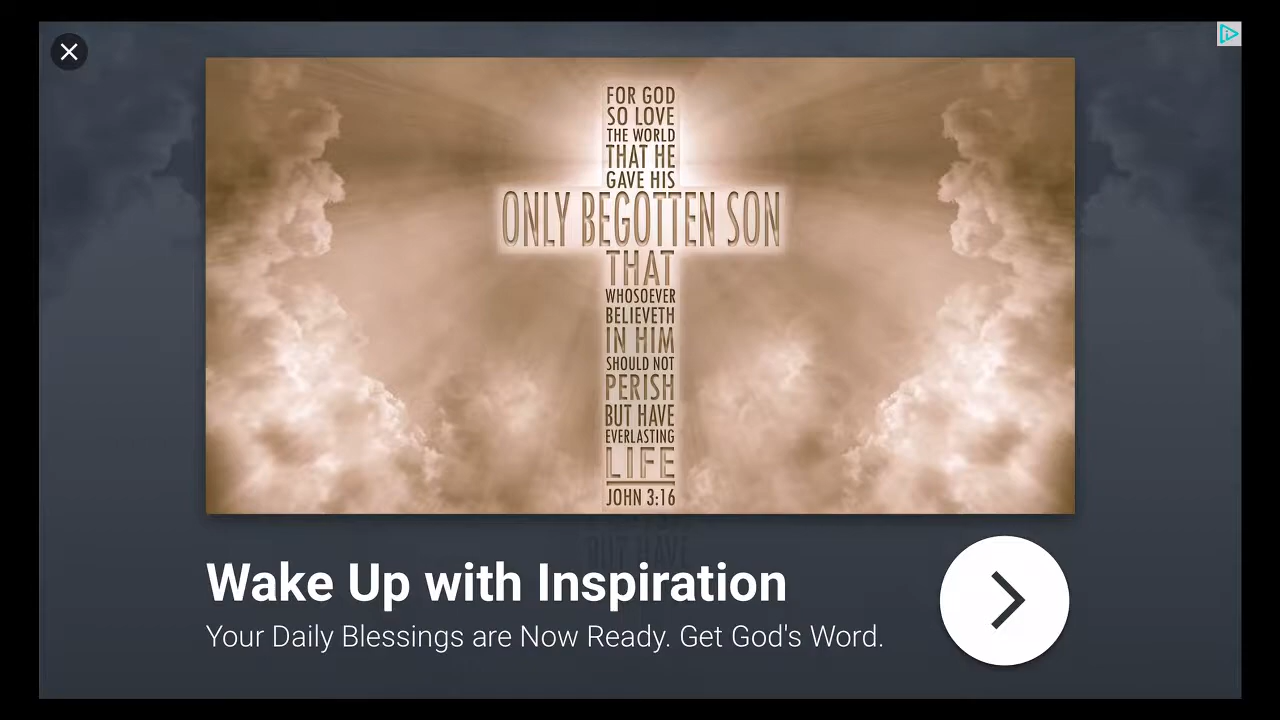 FOR GOD
SO LOVE
THE WORLD
THAT HE
GAVE HIS
ONLY BEGOTTEN SON
THAT
WHOSOEVER
BELIEVETH
IN HIM
SHOULD NOT
PERISH
BUT HAVE
EVERLASTING
LIFE
JOHN 3:16
BUT HAVE
Wake Up with Inspiration
Your Daily Blessings are Now Ready. Get God's Word.